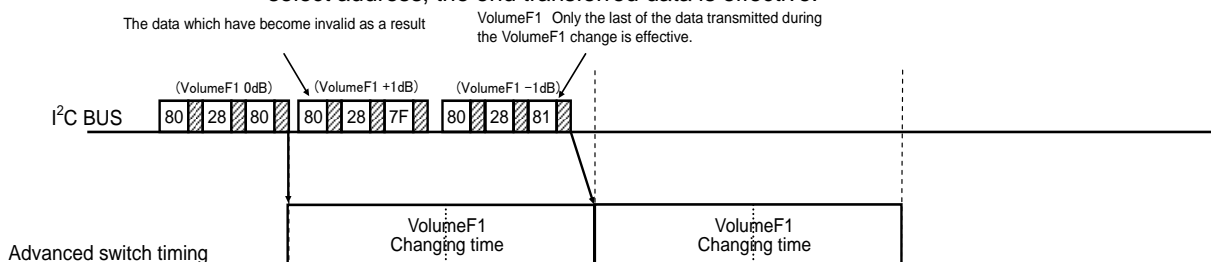 select address, the end transferred data is effective.
The data which have become invalid as a result
VolumeF1 Only the last of the data transmitted during
the VolumeF1 change is effective.
(VolumeF1 0dB) (VolumeF1 +1dB) (VolumeF1 −1dB)
I²C BUS 80 28 80 80 28 7F 80 28 81
VolumeF1 VolumeF1
Changing time Changing time
Advanced switch timing